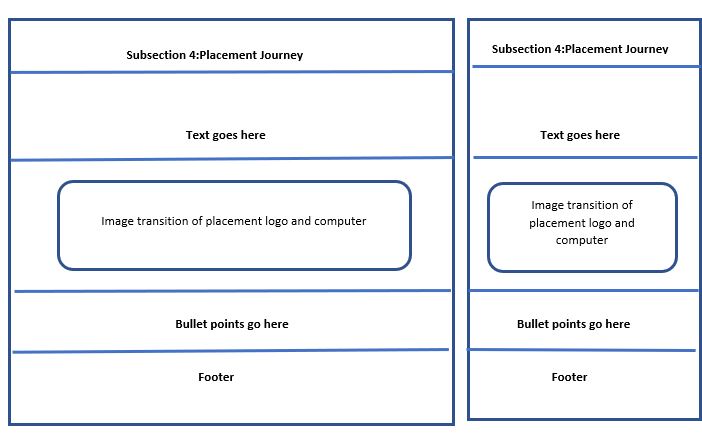 Subsection 4:Placement Journey
Text goes here
Image transition of placement logo and computer
Bullet points go here
Footer
Subsection 4:Placement Journey
Text goes here
Image transition of
placement logo and
computer
Bullet points go here
Footer